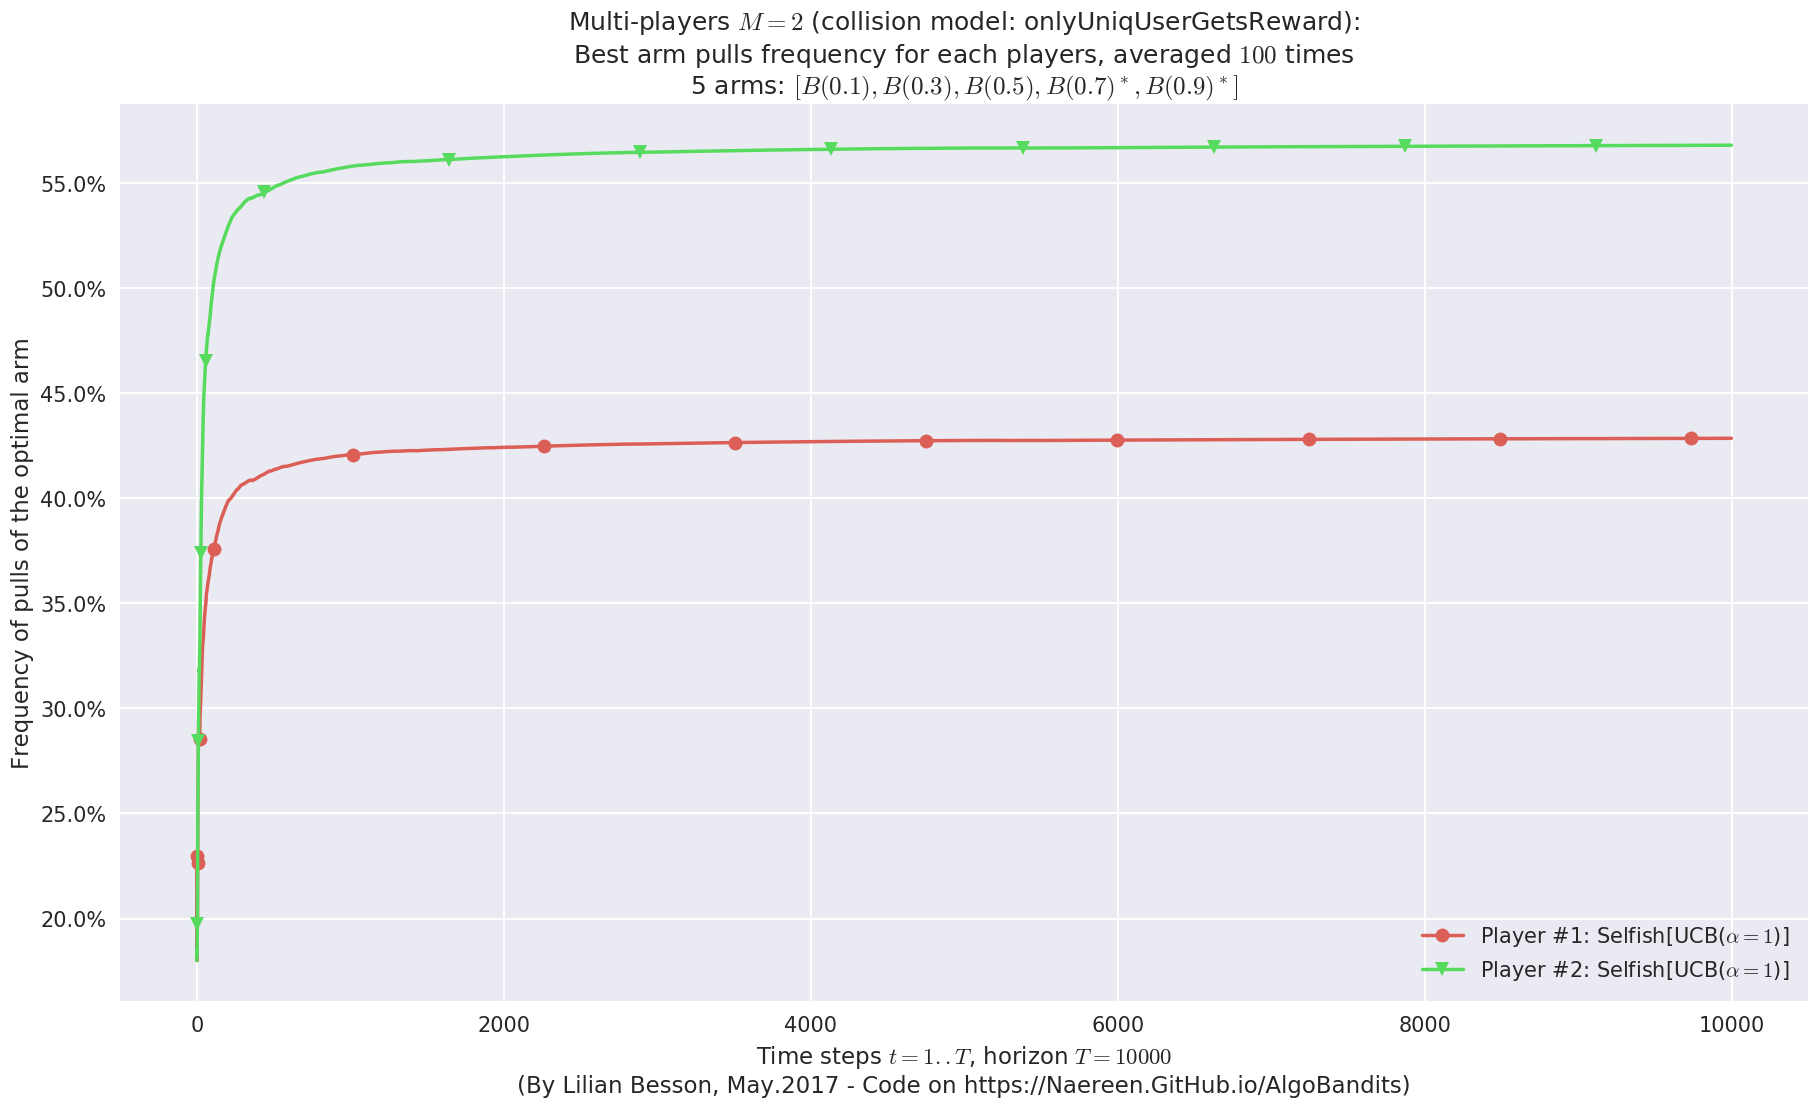 Multi-players M = 2 (collision model: onlyUniqUserGetsReward):
Best arm pulls frequency for each players, averaged 100 times
5 arms: [B(0.1), B(0.3), B(0.5), B(0.7)*, B(0.9)*]
Frequency of pulls of the optimal arm
55.0%
50.0%
45.0%
40.0%
35.0%
30.0%
25.0%
20.0%
Player #1: Selfish[UCB(α = 1)]
Player #2: Selfish[UCB(α = 1)]
0 2000 4000 6000 8000 10000
Time steps t = 1..T, horizon T = 10000
(By Lilian Besson, May.2017 - Code on https://Naereen.GitHub.io/AlgoBandits)